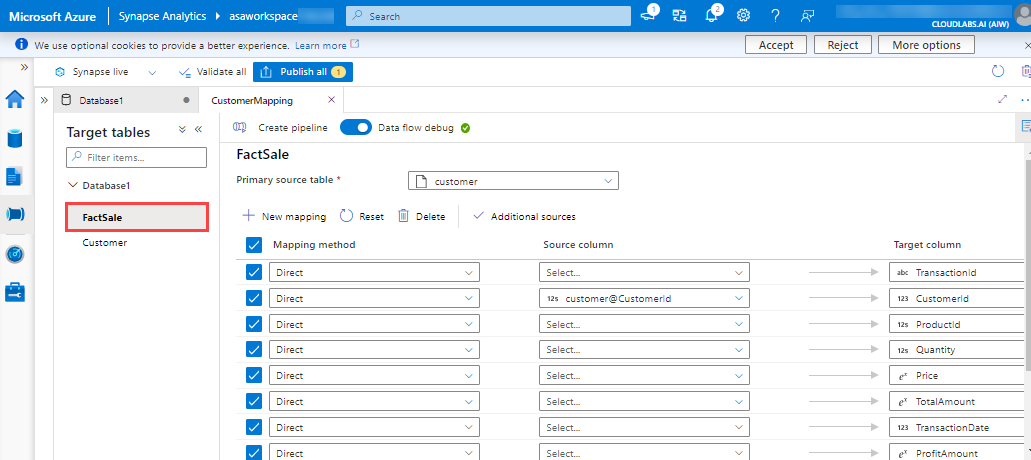 Microsoft Azure Synapse Analytics asaworkspace Search 1 2 CLOUDLABS.AI (AIW)
We use optional cookies to provide a better experience. Learn more Accept Reject More options
Synapse live Validate all Publish all 1
Database1 CustomerMapping
Target tables
Create pipeline Data flow debug
Filter items...
FactSale
Primary source table * customer
Database1
FactSale
Customer
New mapping Reset Delete Additional sources
Mapping method Source column Target column
Direct Select... abc TransactionId
Direct 12s customer@CustomerId 123 CustomerId
Direct Select... 12s ProductId
Direct Select... 12s Quantity
Direct Select... eˣ Price
Direct Select... eˣ TotalAmount
Direct Select... 123 TransactionDate
Direct Select... eˣ ProfitAmount